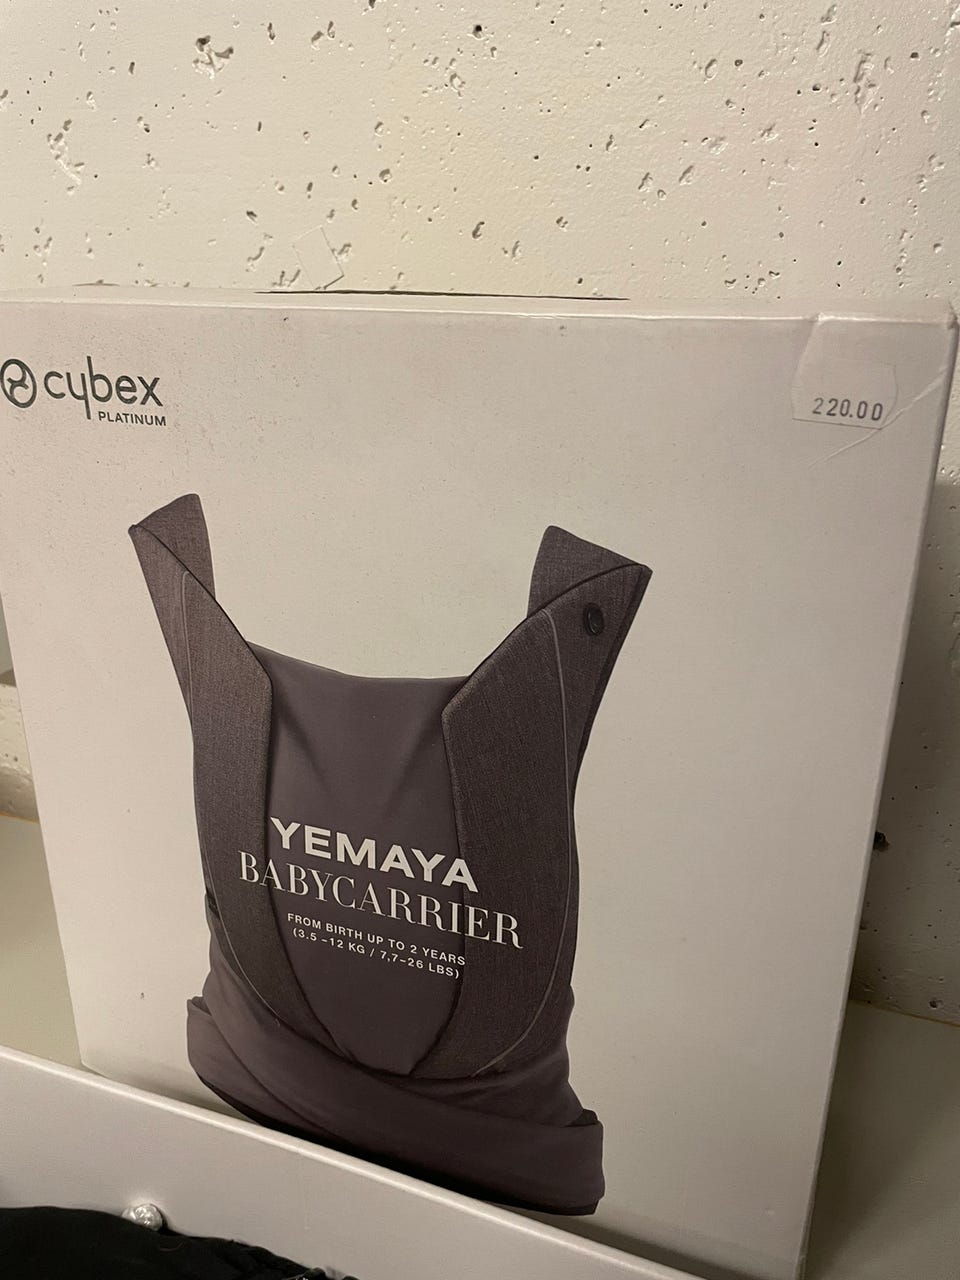 cybex
PLATINUM
220.00
YEMAYA
BABYCARRIER
FROM BIRTH UP TO 2 YEARS
(3.5 -12 KG / 7,7-26 LBS)